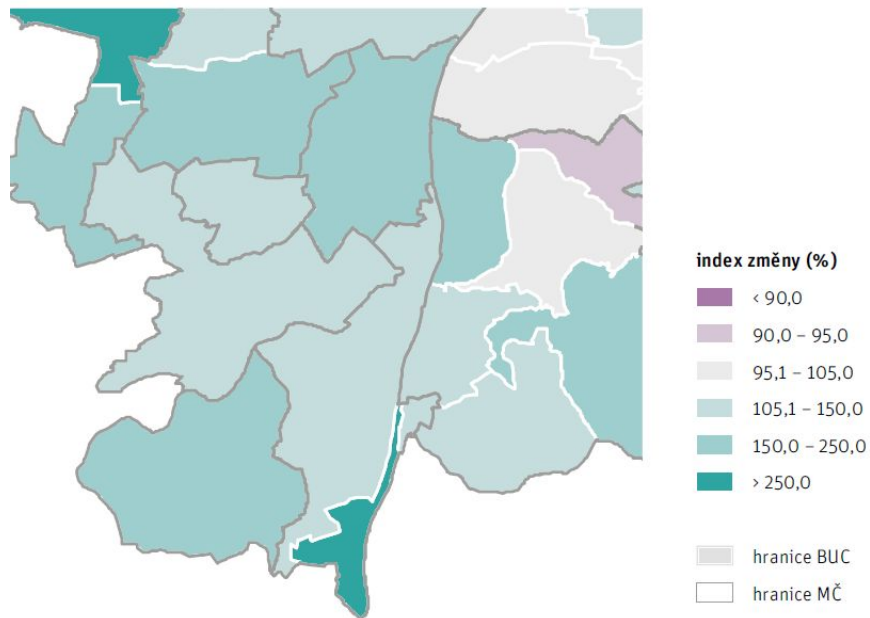 index změny (%)
< 90,0
90,0 – 95,0
95,1 – 105,0
105,1 – 150,0
150,0 – 250,0
> 250,0
hranice BUC
hranice MČ